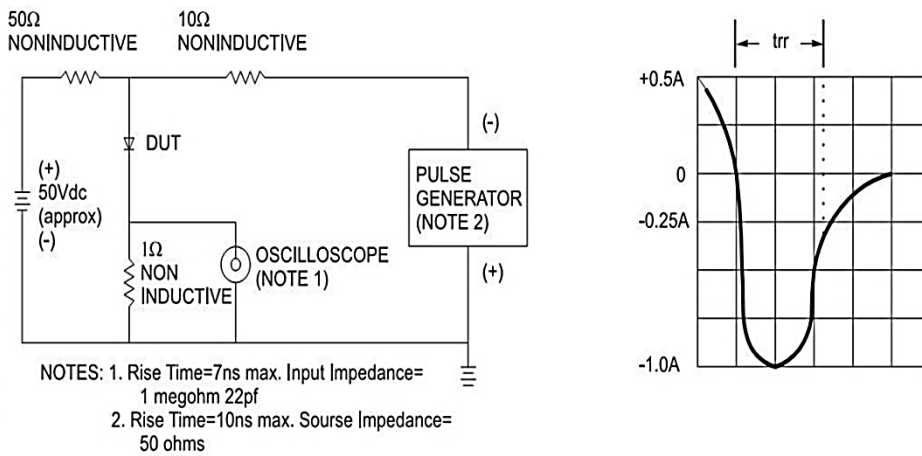 50Ω
NONINDUCTIVE
10Ω
NONINDUCTIVE
DUT
(+)
50Vdc
(approx)
(-)
1Ω
NON
INDUCTIVE
OSCILLOSCOPE
(NOTE 1)
(-)
PULSE
GENERATOR
(NOTE 2)
(+)
NOTES: 1. Rise Time=7ns max. Input Impedance=
1 megohm 22pf
2. Rise Time=10ns max. Sourse Impedance=
50 ohms
trr
+0.5A
0
-0.25A
-1.0A